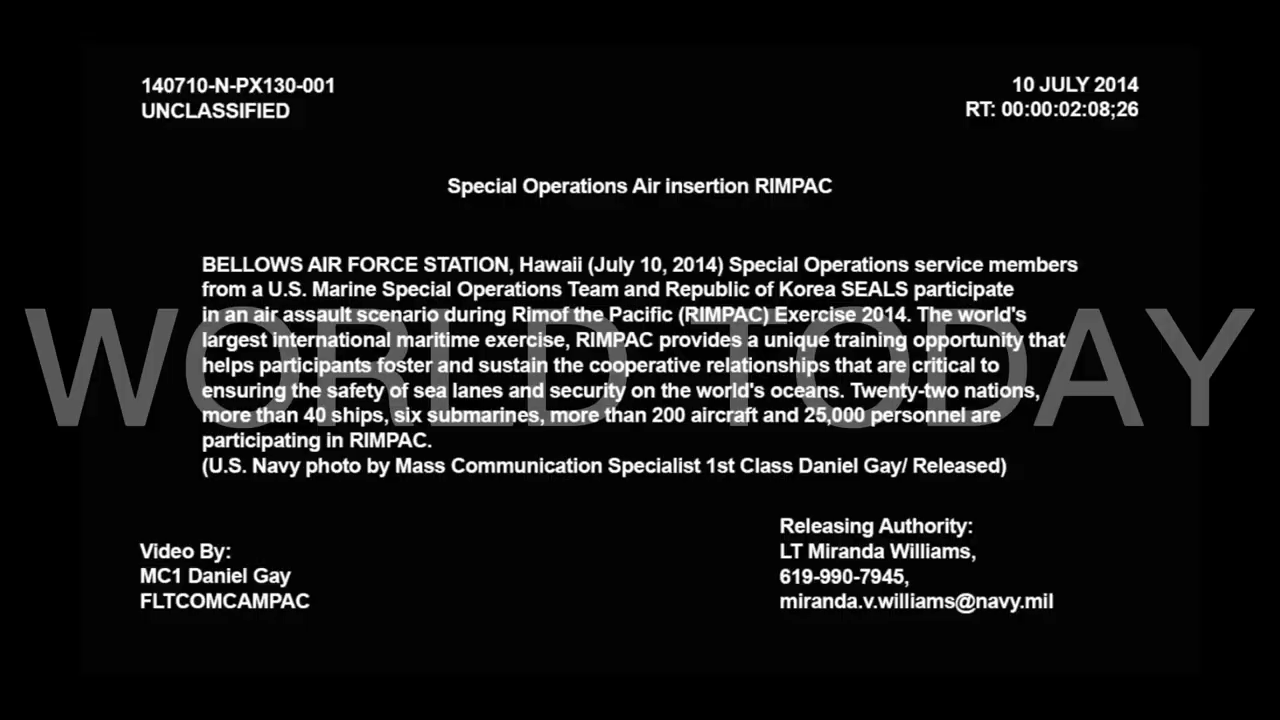 140710-N-PX130-001
UNCLASSIFIED
10 JULY 2014
RT: 00:00:02:08;26
Special Operations Air insertion RIMPAC
BELLOWS AIR FORCE STATION, Hawaii (July 10, 2014) Special Operations service members
from a U.S. Marine Special Operations Team and Republic of Korea SEALS participate
in an air assault scenario during Rimof the Pacific (RIMPAC) Exercise 2014. The world's
largest international maritime exercise, RIMPAC provides a unique training opportunity that
helps participants foster and sustain the cooperative relationships that are critical to
ensuring the safety of sea lanes and security on the world's oceans. Twenty-two nations,
more than 40 ships, six submarines, more than 200 aircraft and 25,000 personnel are
participating in RIMPAC.
(U.S. Navy photo by Mass Communication Specialist 1st Class Daniel Gay/ Released)
WORLD TODAY
Video By:
MC1 Daniel Gay
FLTCOMCAMPAC
Releasing Authority:
LT Miranda Williams,
619-990-7945,
miranda.v.williams@navy.mil